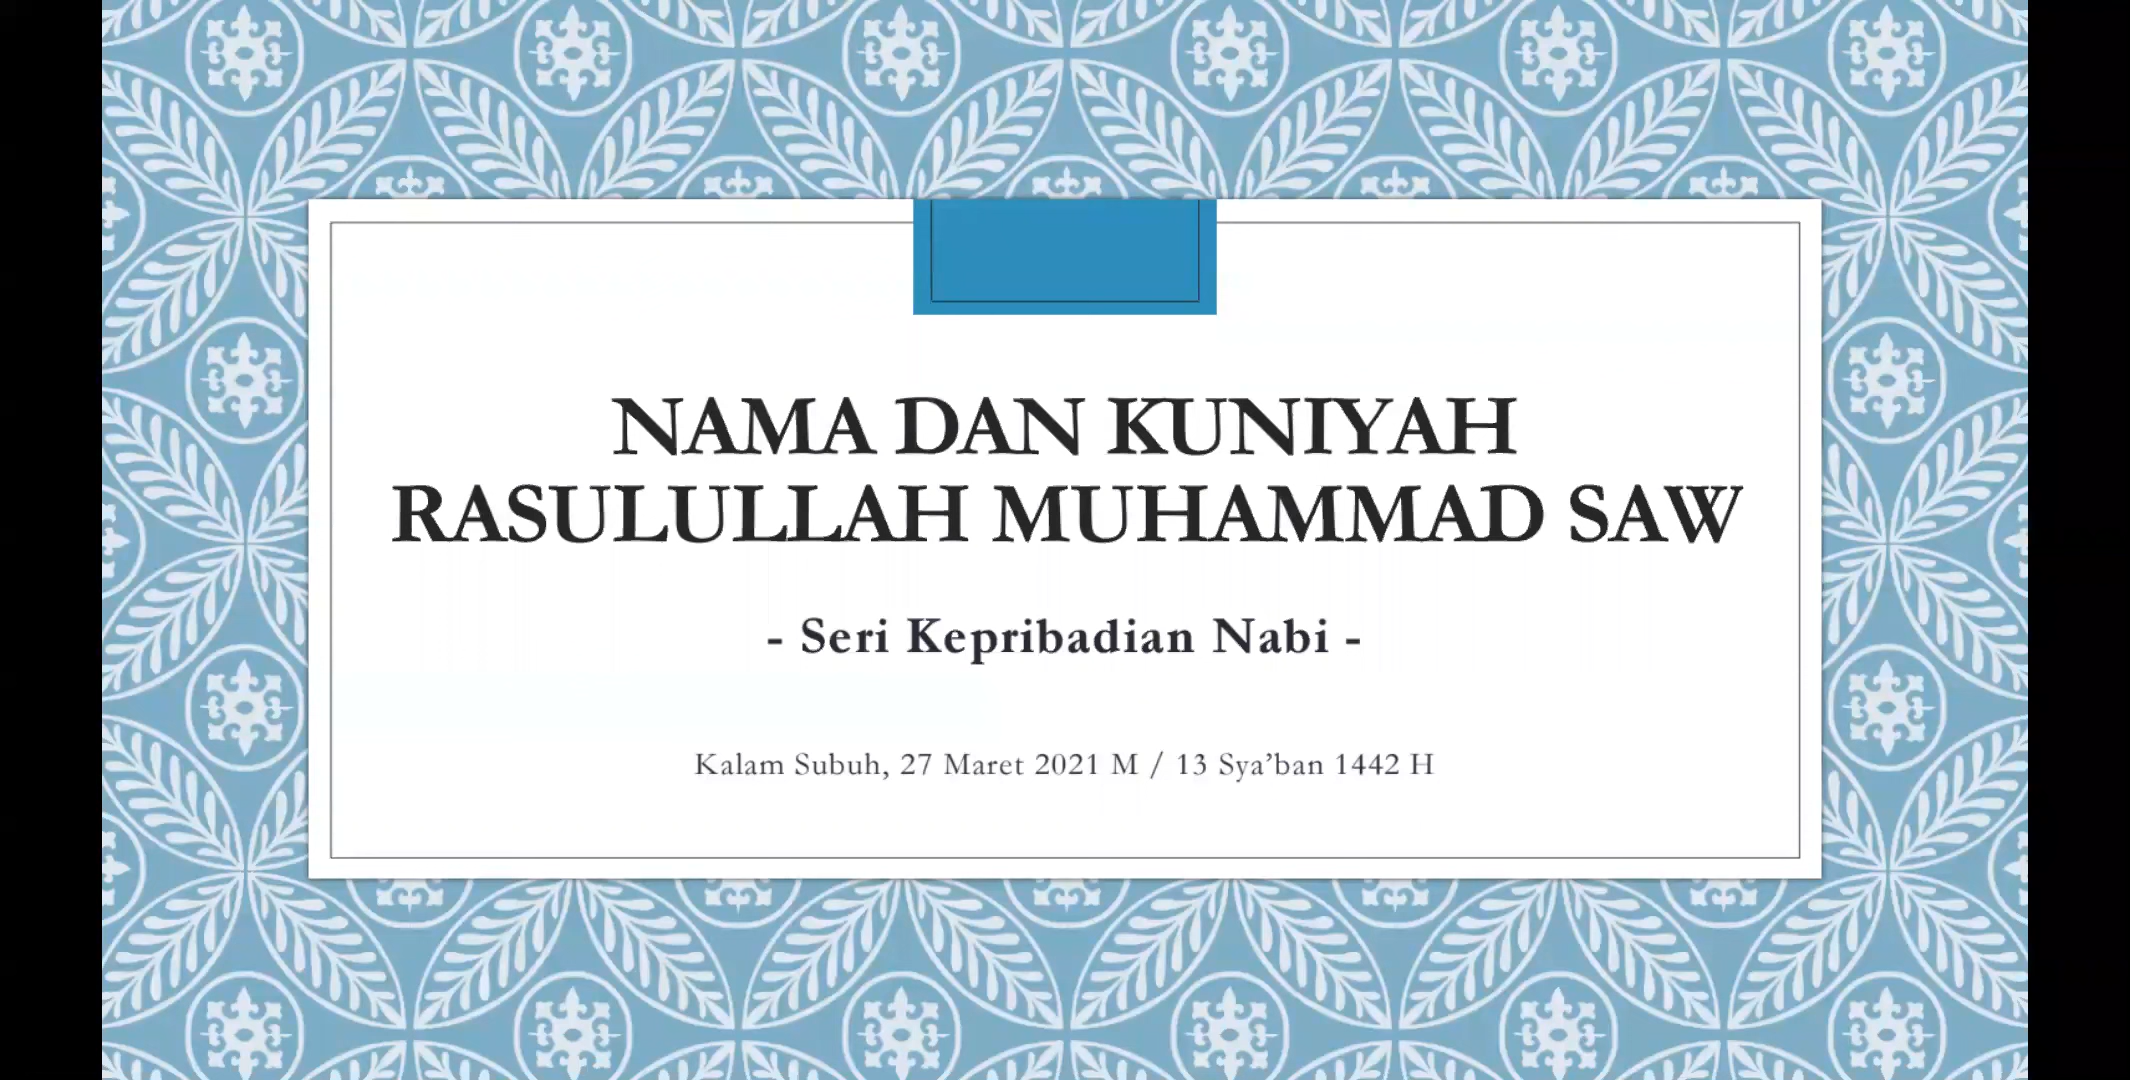 NAMA DAN KUNIYAH
RASULULLAH MUHAMMAD SAW
- Seri Kepribadian Nabi -
Kalam Subuh, 27 Maret 2021 M / 13 Sya’ban 1442 H